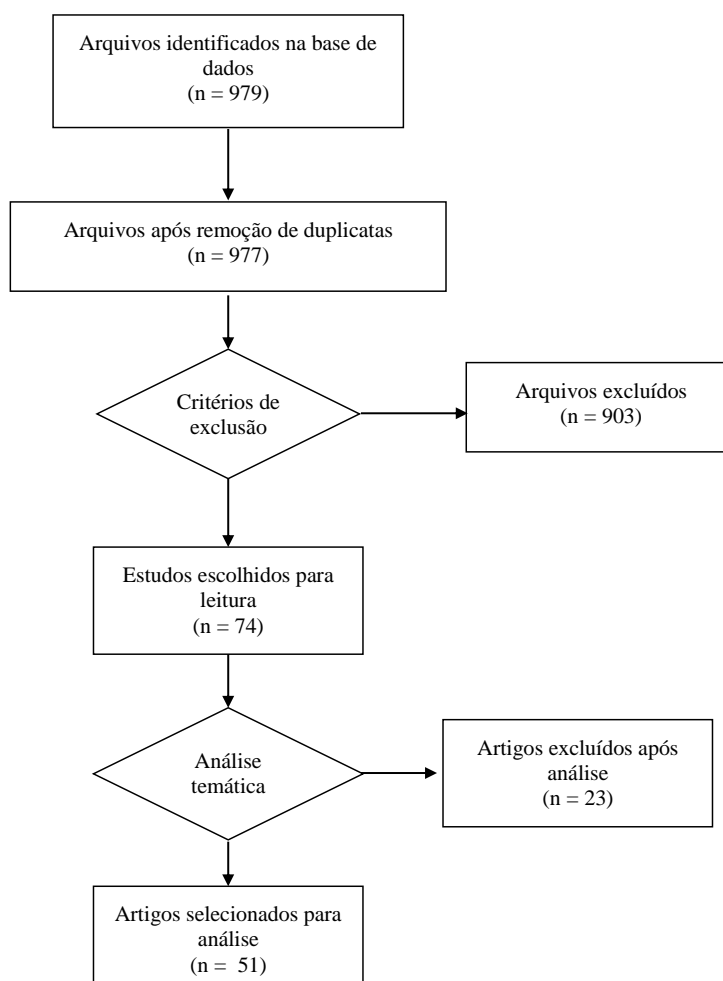 Arquivos identificados na base de
dados
(n = 979)
Arquivos após remoção de duplicatas
(n = 977)
Critérios de
exclusão
Arquivos excluídos
(n = 903)
Estudos escolhidos para
leitura
(n = 74)
Análise
temática
Artigos excluídos após
análise
(n = 23)
Artigos selecionados para
análise
(n = 51)